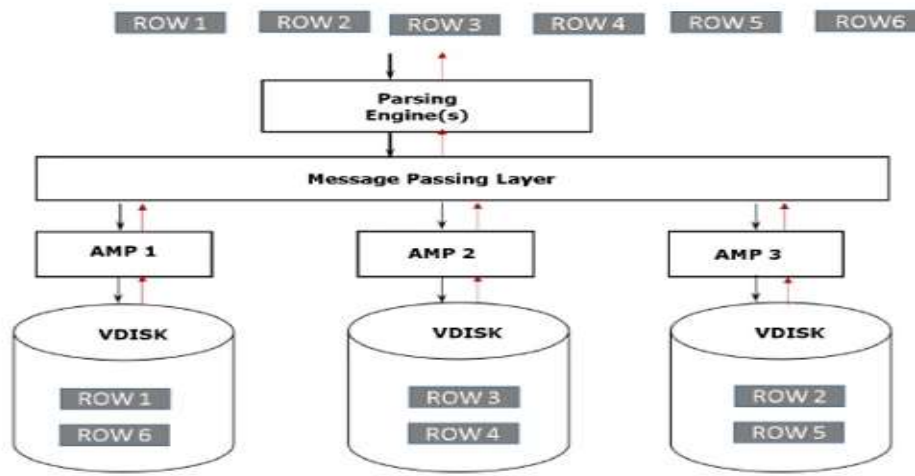 ROW 1 ROW 2 ROW 3 ROW 4 ROW 5 ROW6
Parsing
Engine(s)
Message Passing Layer
AMP 1 AMP 2 AMP 3
VDISK VDISK VDISK
ROW 1 ROW 3 ROW 2
ROW 6 ROW 4 ROW 5